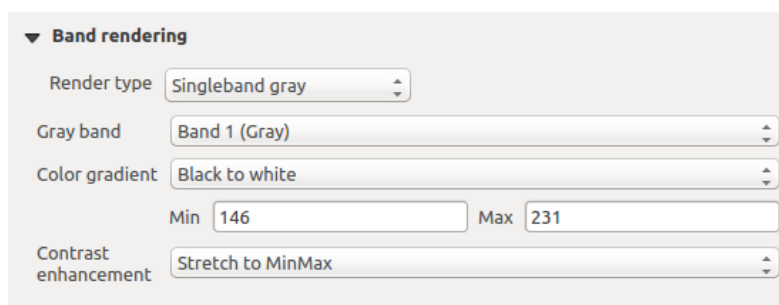 Band rendering
Render type Singleband gray
Gray band Band 1 (Gray)
Color gradient Black to white
Min 146 Max 231
Contrast
enhancement Stretch to MinMax